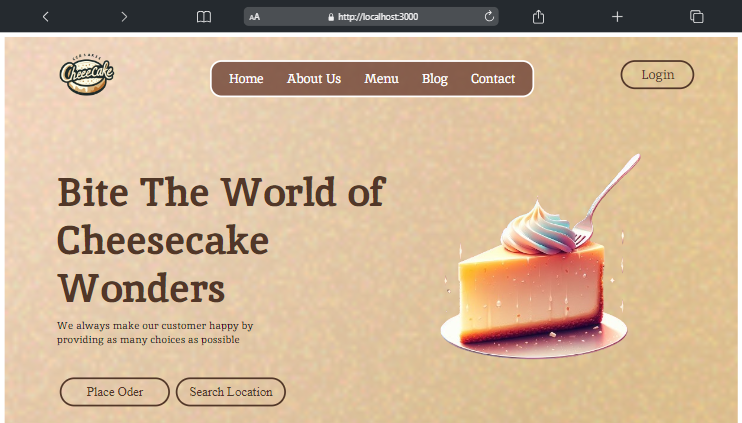 AA
http://localhost:3000
CheeeCake
Home About Us Menu Blog Contact
Login
Bite The World of
Cheesecake
Wonders
We always make our customer happy by
providing as many choices as possible
Place Oder Search Location